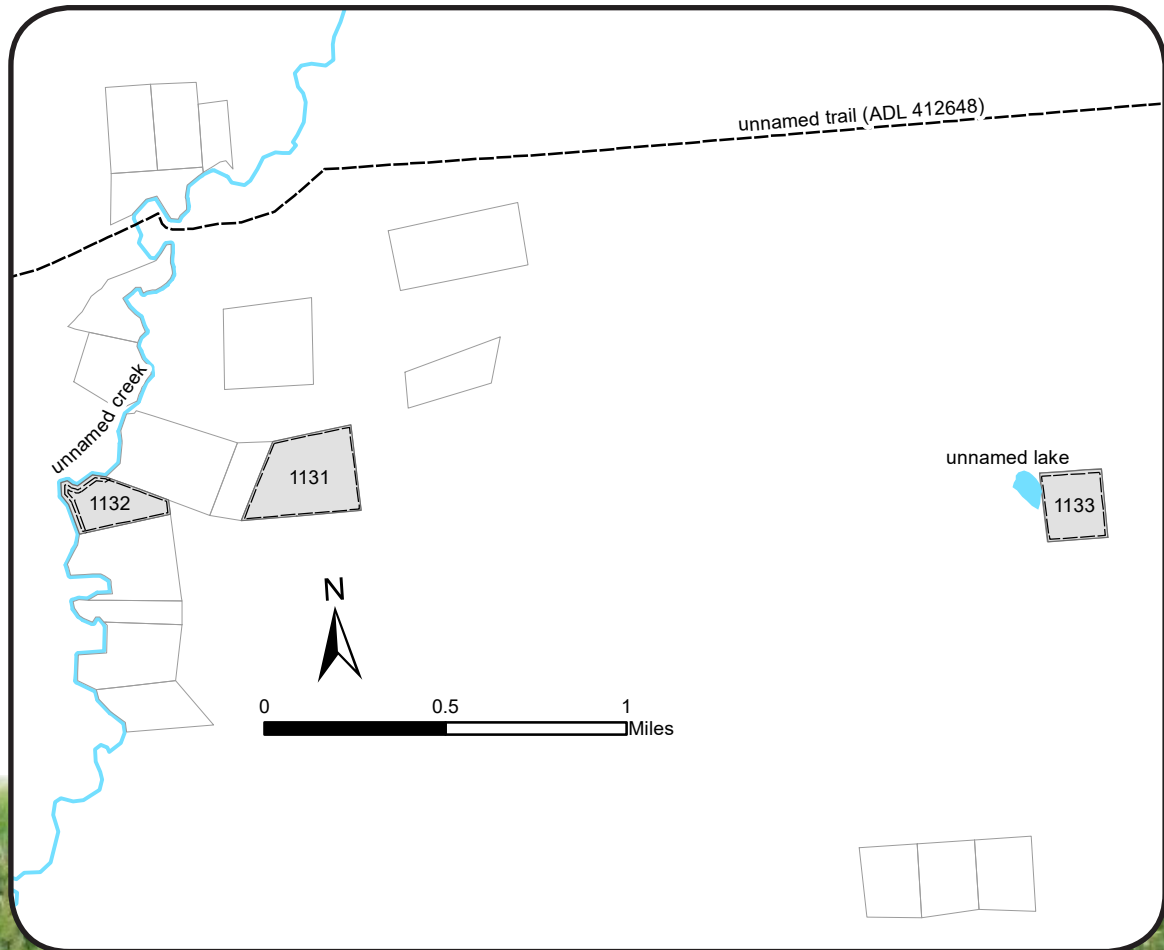 unnamed trail (ADL 412648)
unnamed creek
unnamed lake
1131
1132
1133
N
0 0.5 1
Miles